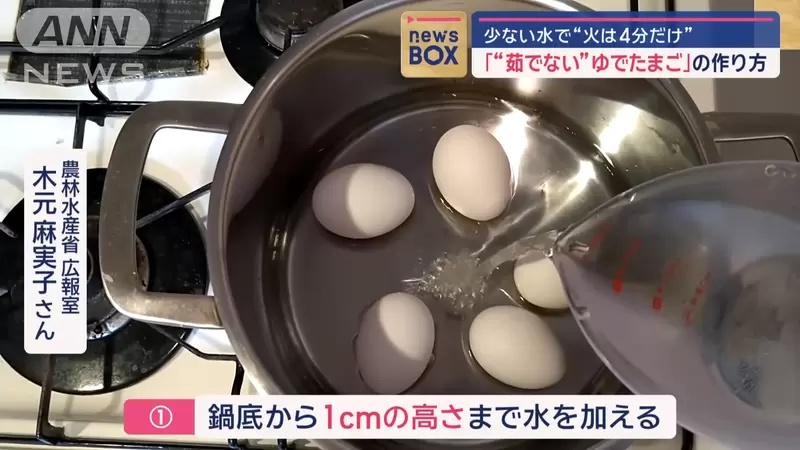 ANN
NEWS
news
BOX
少ない水で“火は4分だけ”
「“茹でない”ゆでたまご」の作り方
農林水産省 広報室
木元 麻実子さん
① 鍋底から1cmの高さまで水を加える